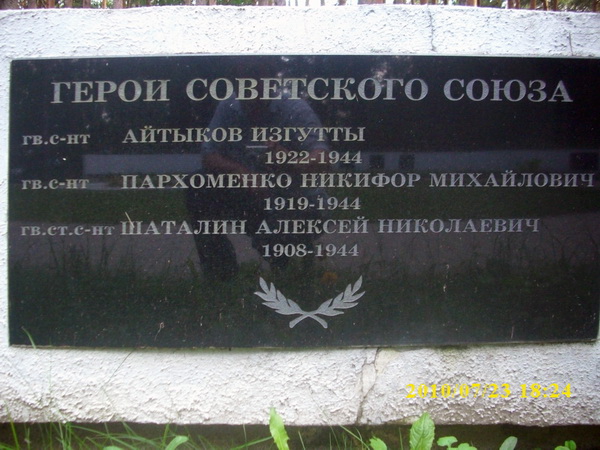 ГЕРОИ СОВЕТСКОГО СОЮЗА
гв.с-нт АЙТЫКОВ ИЗГУТТЫ
1922-1944
гв.с-нт ПАРХОМЕНКО НИКИФОР МИХАЙЛОВИЧ
1919-1944
гв.ст.с-нт ШАТАЛИН АЛЕКСЕЙ НИКОЛАЕВИЧ
1908-1944
2010/07/23 18:24